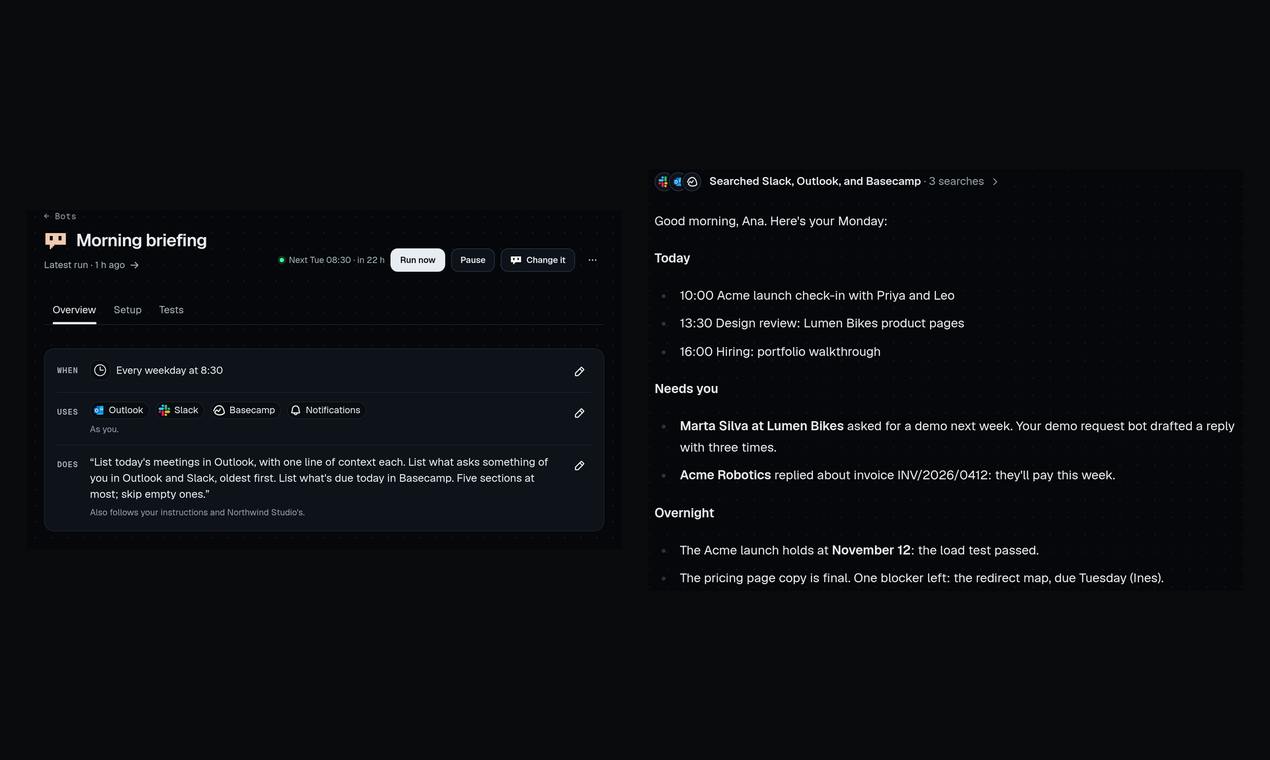 ← Bots
Morning briefing
Latest run · 1 h ago →
Next Tue 08:30 · in 22 h
Run now
Pause
Change it
···
Overview
Setup
Tests
WHEN
Every weekday at 8:30
USES
Outlook
Slack
Basecamp
Notifications
As you.
DOES
“List today's meetings in Outlook, with one line of context each. List what asks something of
you in Outlook and Slack, oldest first. List what's due today in Basecamp. Five sections at
most; skip empty ones.”
Also follows your instructions and Northwind Studio's.
Searched Slack, Outlook, and Basecamp · 3 searches >
Good morning, Ana. Here's your Monday:
Today
10:00 Acme launch check-in with Priya and Leo
13:30 Design review: Lumen Bikes product pages
16:00 Hiring: portfolio walkthrough
Needs you
Marta Silva at Lumen Bikes asked for a demo next week. Your demo request bot drafted a reply
with three times.
Acme Robotics replied about invoice INV/2026/0412: they'll pay this week.
Overnight
The Acme launch holds at November 12: the load test passed.
The pricing page copy is final. One blocker left: the redirect map, due Tuesday (Ines).